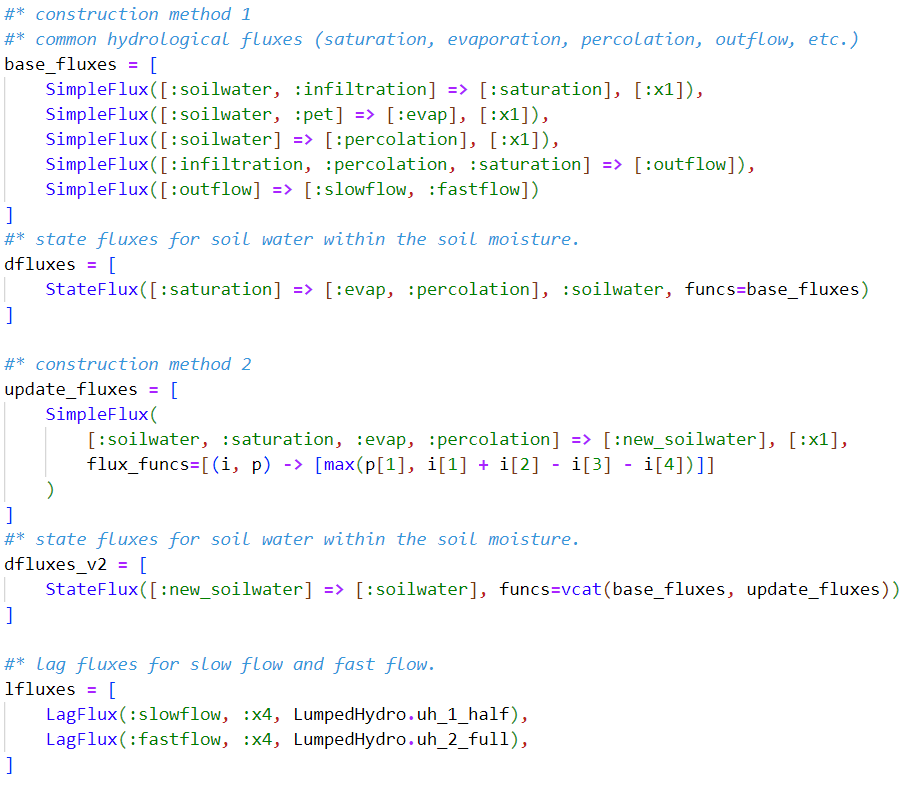 #* construction method 1
#* common hydrological fluxes (saturation, evaporation, percolation, outflow, etc.)
base_fluxes = [
    SimpleFlux([:soilwater, :infiltration] => [:saturation], [:x1]),
    SimpleFlux([:soilwater, :pet] => [:evap], [:x1]),
    SimpleFlux([:soilwater] => [:percolation], [:x1]),
    SimpleFlux([:infiltration, :percolation, :saturation] => [:outflow]),
    SimpleFlux([:outflow] => [:slowflow, :fastflow])
]
#* state fluxes for soil water within the soil moisture.
dfluxes = [
    StateFlux([:saturation] => [:evap, :percolation], :soilwater, funcs=base_fluxes)
]

#* construction method 2
update_fluxes = [
    SimpleFlux(
        [:soilwater, :saturation, :evap, :percolation] => [:new_soilwater], [:x1],
        flux_funcs=[(i, p) -> [max(p[1], i[1] + i[2] - i[3] - i[4])]]
    )
]
#* state fluxes for soil water within the soil moisture.
dfluxes_v2 = [
    StateFlux([:new_soilwater] => [:soilwater], funcs=vcat(base_fluxes, update_fluxes))
]

#* lag fluxes for slow flow and fast flow.
lfluxes = [
    LagFlux(:slowflow, :x4, LumpedHydro.uh_1_half),
    LagFlux(:fastflow, :x4, LumpedHydro.uh_2_full),
]